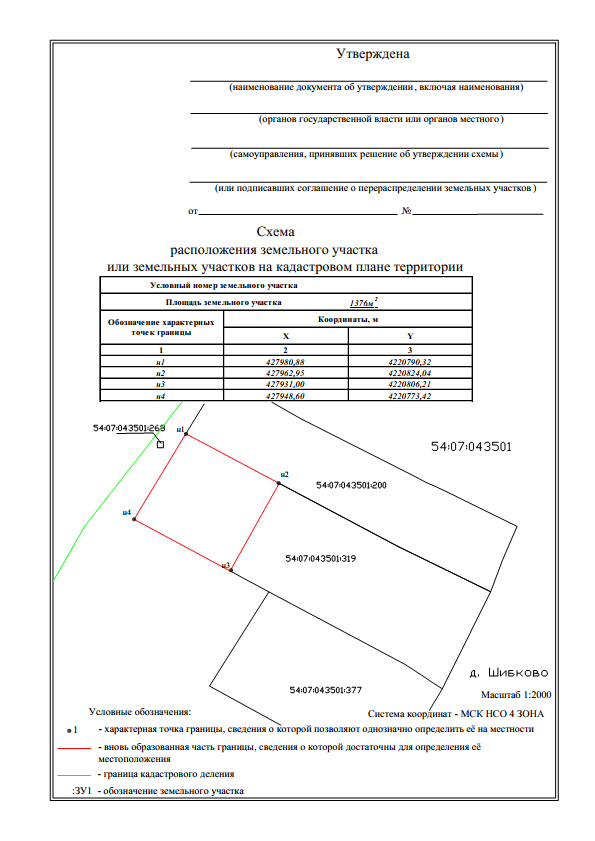 Утверждена
(наименование документа об утверждении, включая наименования)
(органов государственной власти или органов местного)
(самоуправления, принявших решение об утверждении схемы)
(или подписавших соглашение о перераспределении земельных участков)
от № 
Схема
расположения земельного участка
или земельных участков на кадастровом плане территории
Условный номер земельного участка
Площадь земельного участка 1376м²
Обозначение характерных точек границы Координаты, м
X Y
1 2 3
н1 427980,88 4220790,32
н2 427962,95 4220824,04
н3 427931,00 4220806,21
н4 427948,60 4220773,42
54:07:043501:268
н1
54:07:043501
н2
54:07:043501:200
н4
54:07:043501:319
н3
д. Шибково
54:07:043501:377
Масштаб 1:2000
Условные обозначения:
Система координат - МСК НСО 4 ЗОНА
1 - характерная точка границы, сведения о которой позволяют однозначно определить её на местности
- вновь образованная часть границы, сведения о которой достаточны для определения её
местоположения
- граница кадастрового деления
:ЗУ1 - обозначение земельного участка